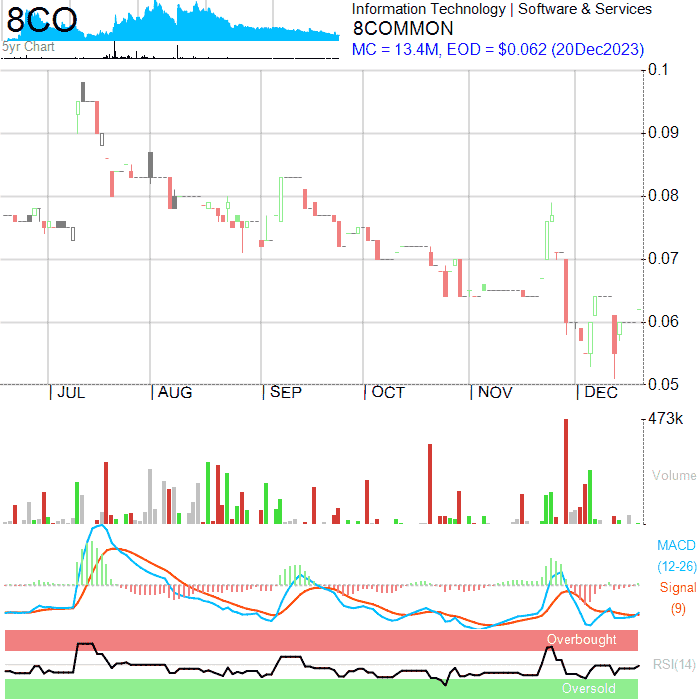 8CO
5yr Chart
Information Technology | Software & Services
8COMMON
MC = 13.4M, EOD = $0.062 (20Dec2023)
0.1
0.09
0.08
0.07
0.06
0.05
JUL AUG SEP OCT NOV DEC
473k
Volume
MACD
(12-26)
Signal
(9)
Overbought
RSI(14)
Oversold